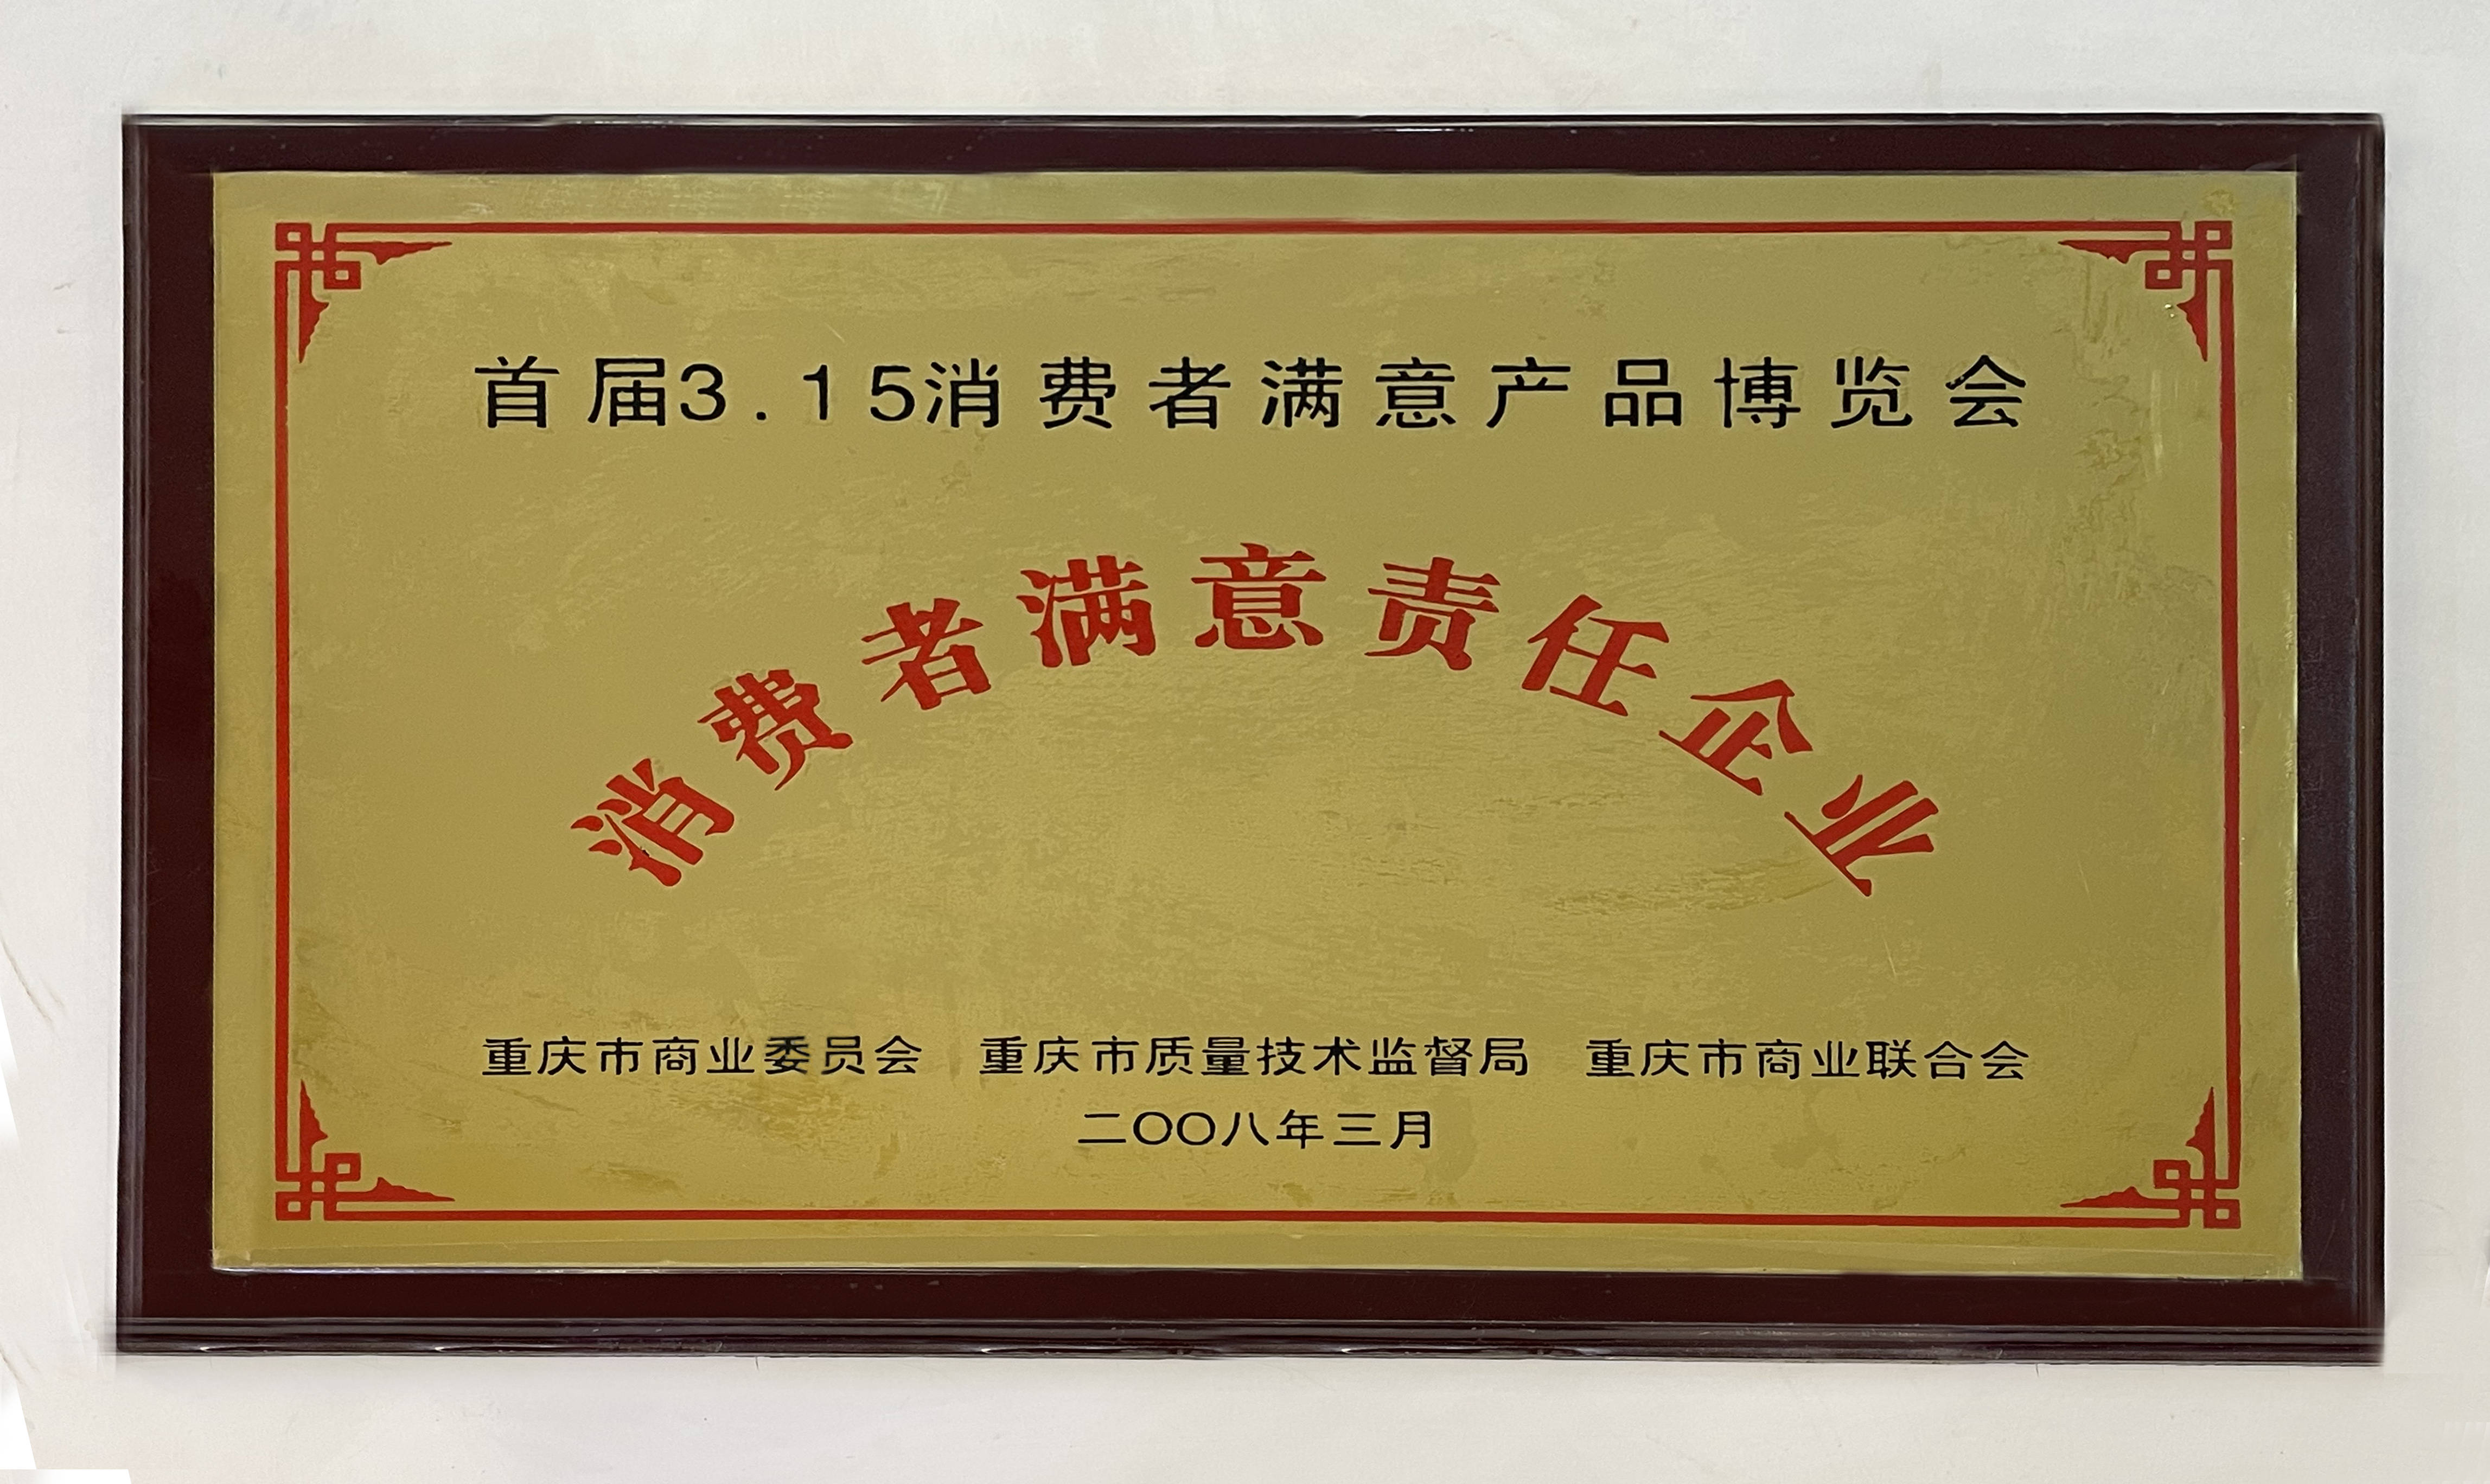 首届3.15消费者满意产品博览会
消费者满意责任企业
重庆市商业委员会 重庆市质量技术监督局 重庆市商业联合会
二〇〇八年三月